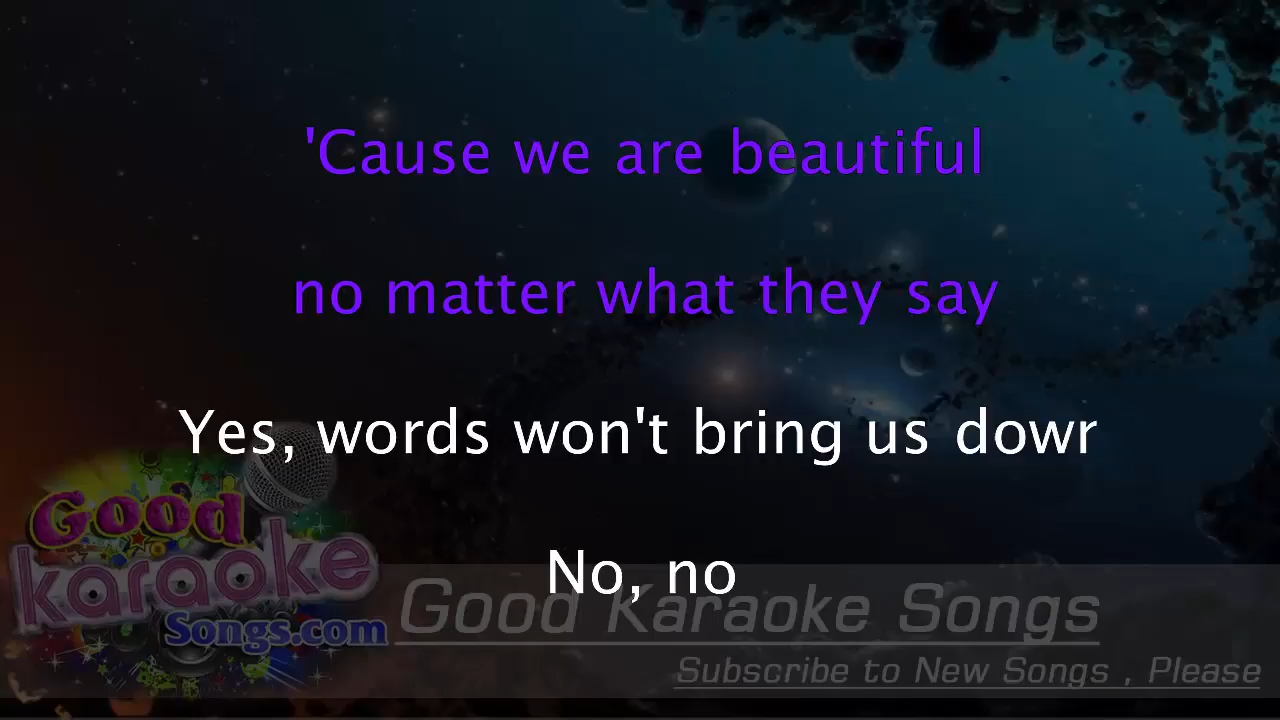 'Cause we are beautiful
no matter what they say
Yes, words won't bring us dowr
No, no
Good
karaoke
Songs.com
Good Karaoke Songs
Subscribe to New Songs , Please